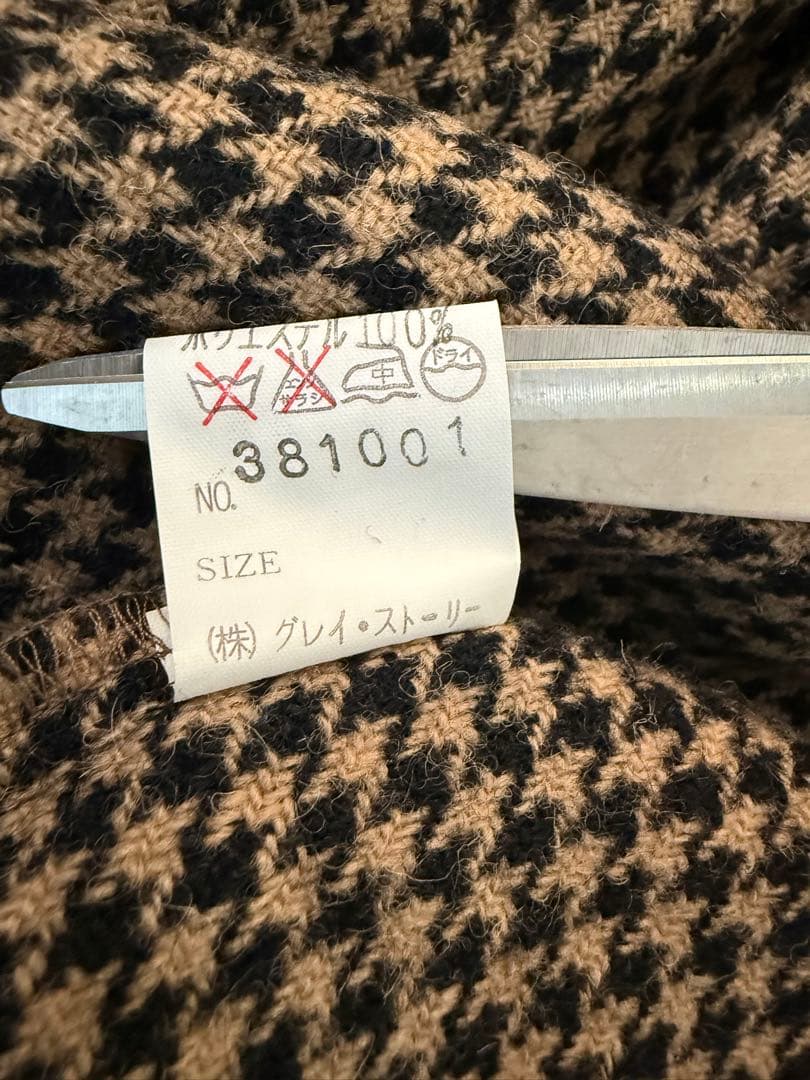 ポリエステル100%
エンソ サラシ 中 ドライ
NO. 381001
SIZE
(株)グレイ・ストーリー